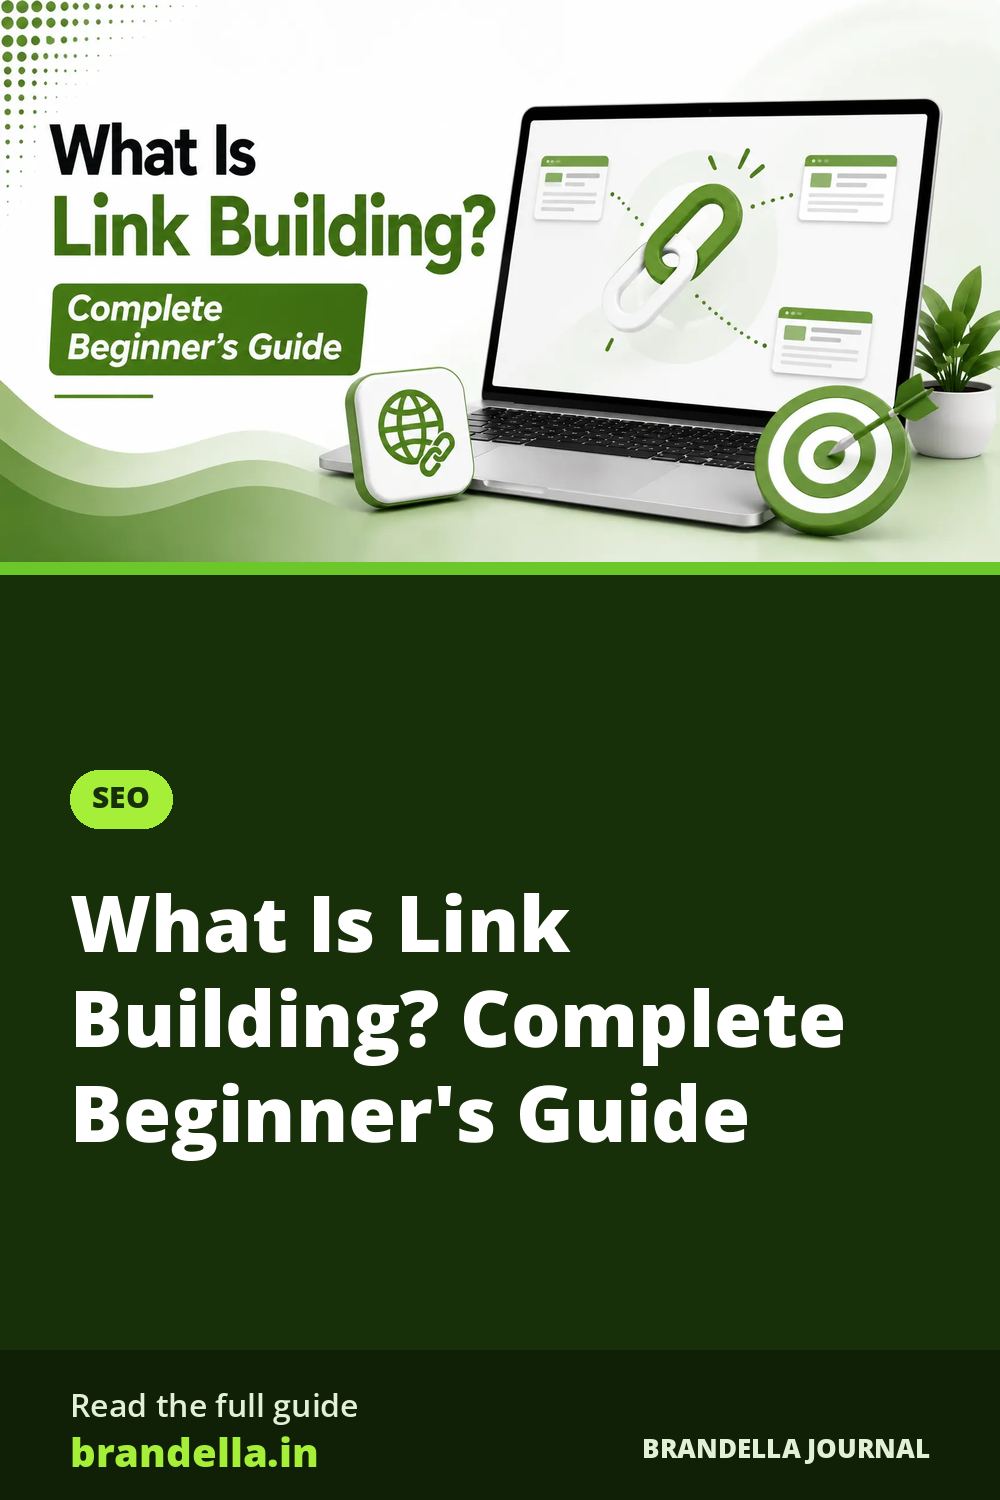 What Is
Link Building?
Complete
Beginner’s Guide
SEO
What Is Link
Building? Complete
Beginner's Guide
Read the full guide
brandella.in
BRANDELLA JOURNAL